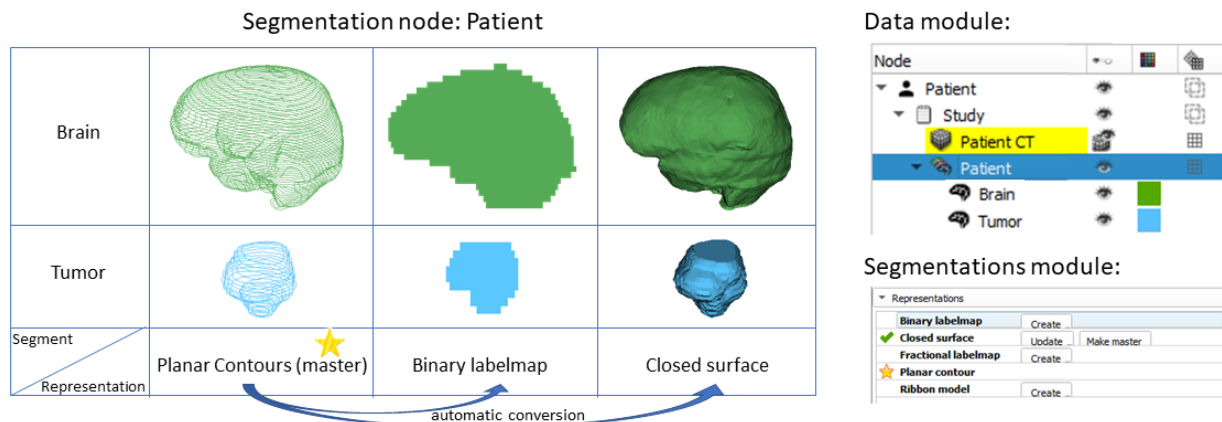 Segmentation node: Patient
Brain
Tumor
Segment
Representation
Planar Contours (master)
Binary labelmap
Closed surface
automatic conversion
Data module:
Node
Patient
Study
Patient CT
Patient
Brain
Tumor
Segmentations module:
Representations
Binary labelmap Create
Closed surface Update Make master
Fractional labelmap Create
Planar contour
Ribbon model Create